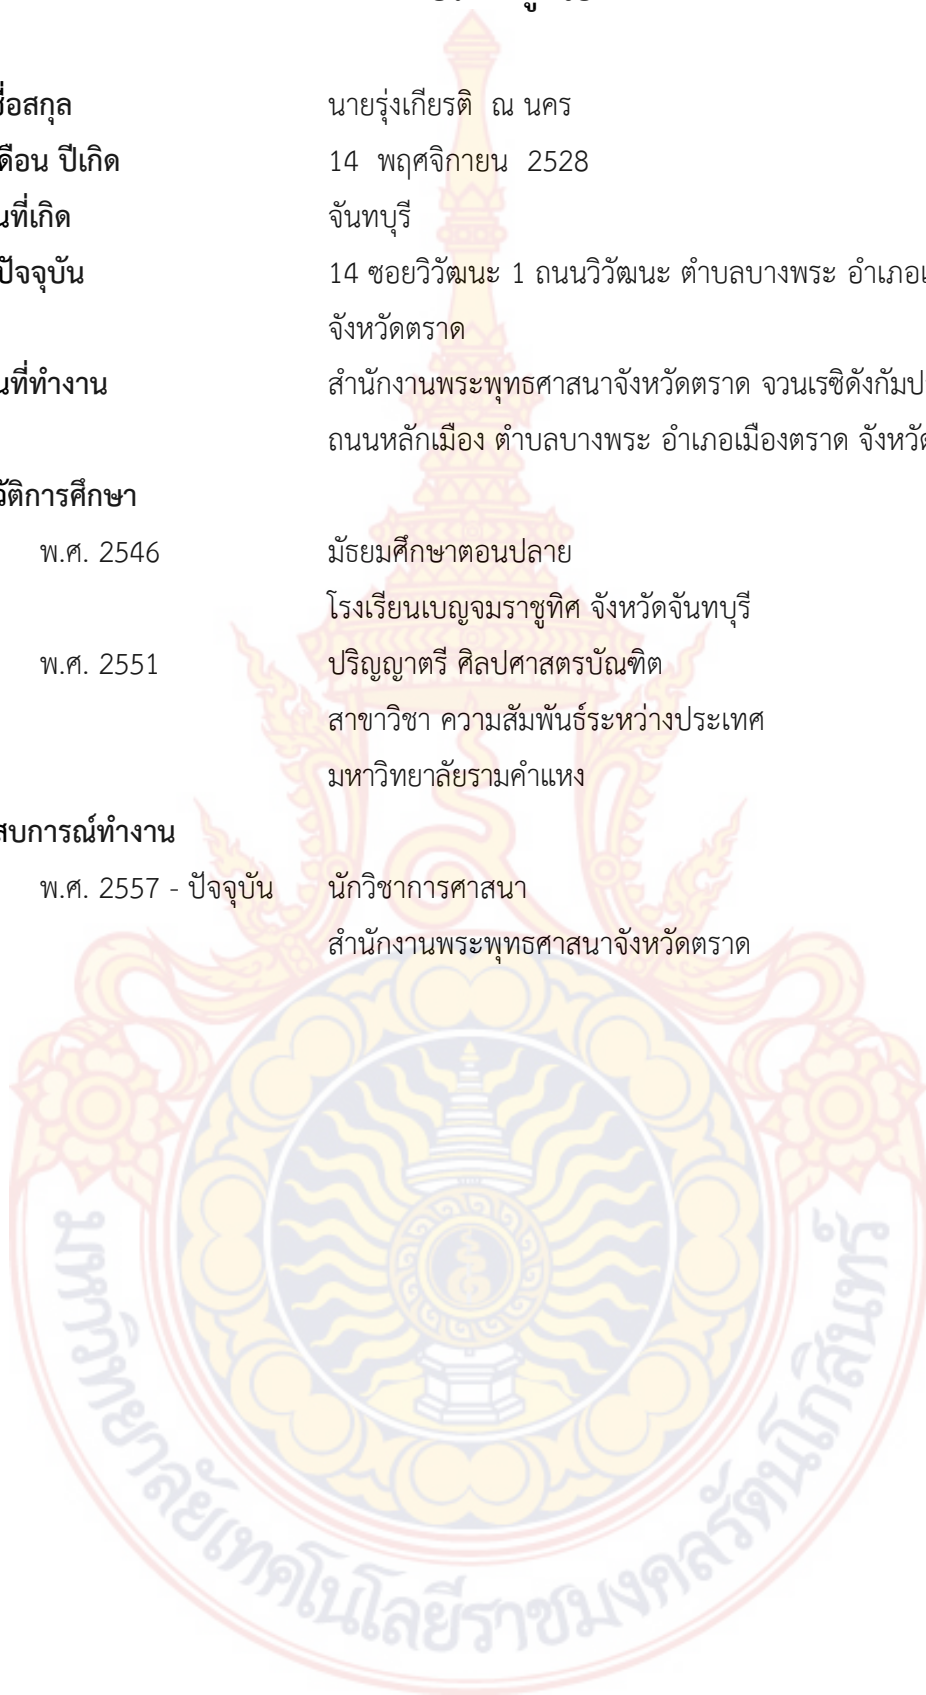 ชื่อสกุล นายรุ่งเกียรติ ณ นคร
เดือน ปีเกิด 14 พฤศจิกายน 2528
นที่เกิด จันทบุรี
ปัจจุบัน 14 ซอยวิวัฒนะ 1 ถนนวิวัฒนะ ตำบลบางพระ อำเภอเ
จังหวัดตราด
นที่ทำงาน สำนักงานพระพุทธศาสนาจังหวัดตราด จวนเรซิดังกัมป
ถนนหลักเมือง ตำบลบางพระ อำเภอเมืองตราด จังหวัด
วัติการศึกษา
พ.ศ. 2546 มัธยมศึกษาตอนปลาย
โรงเรียนเบญจมราชูทิศ จังหวัดจันทบุรี
พ.ศ. 2551 ปริญญาตรี ศิลปศาสตรบัณฑิต
สาขาวิชา ความสัมพันธ์ระหว่างประเทศ
มหาวิทยาลัยรามคำแหง
สบการณ์ทำงาน
พ.ศ. 2557 - ปัจจุบัน นักวิชาการศาสนา
สำนักงานพระพุทธศาสนาจังหวัดตราด
มหาวิทยาลัยเทคโนโลยีราชมงคลรัตนโกสินทร์